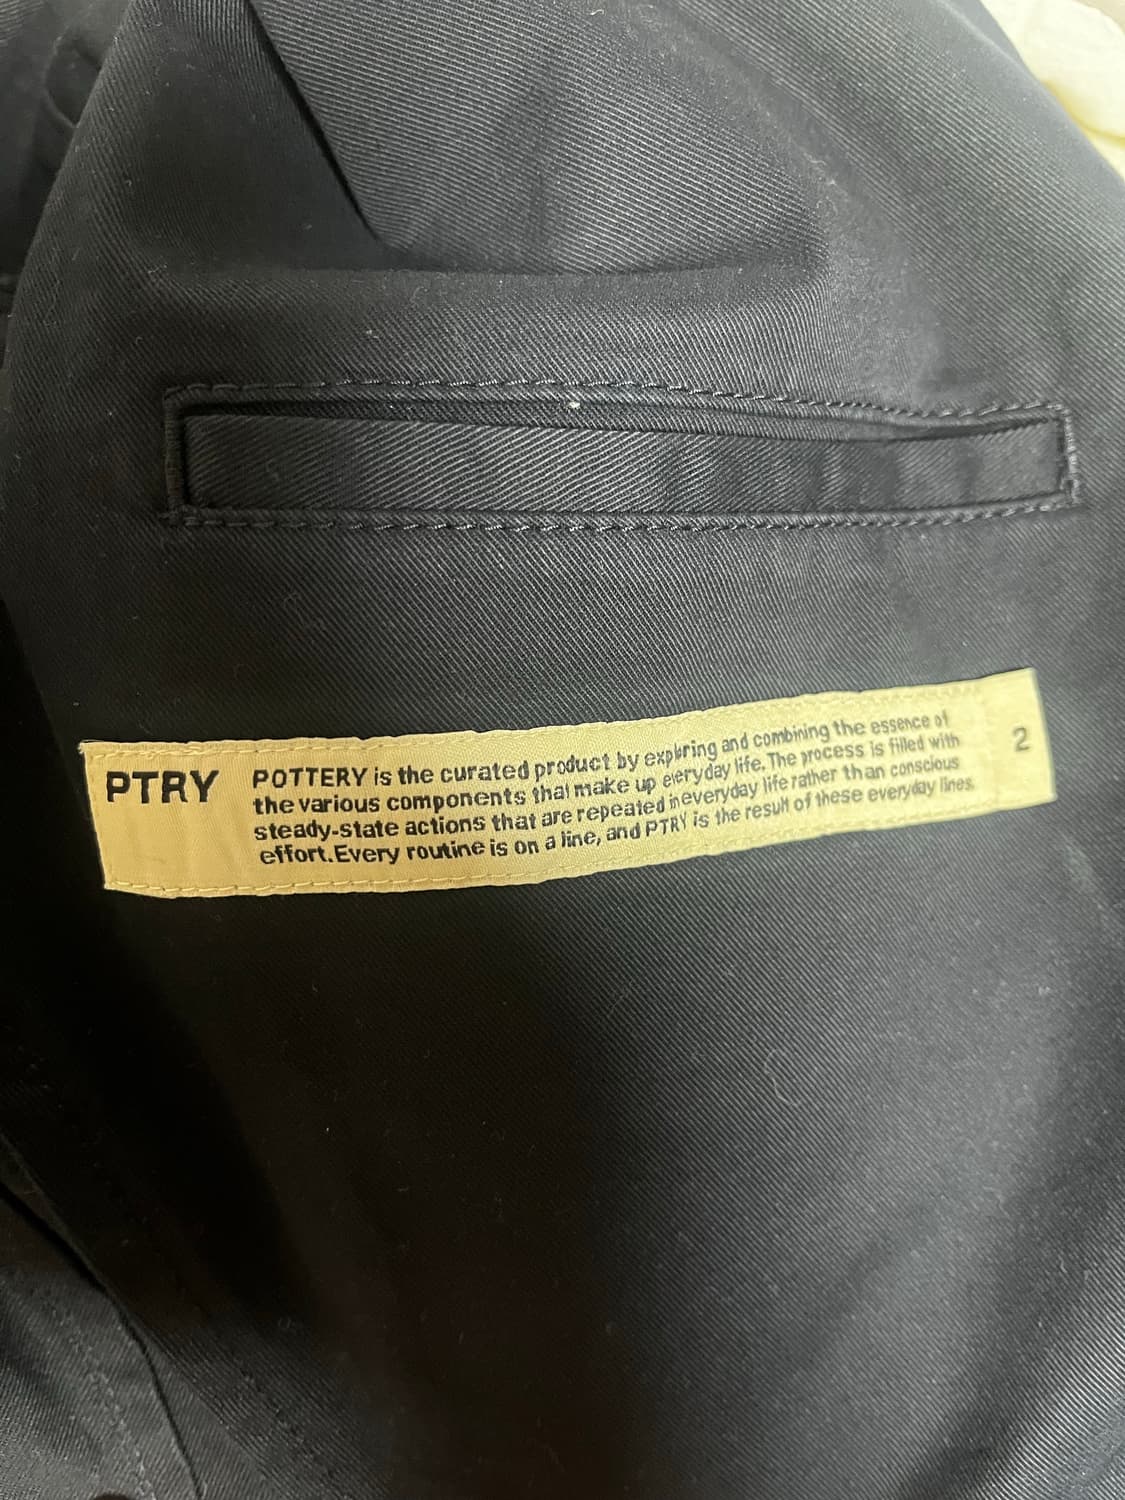 PTRY
POTTERY is the curated product by exploring and combining the essence of
the various components that make up everyday life. The process is filled with
steady-state actions that are repeated in everyday life rather than conscious
effort. Every routine is on a line, and PTRY is the result of these everyday lines.
2